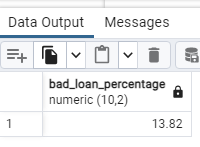 Data Output Messages
bad_loan_percentage
numeric (10,2)
1 13.82